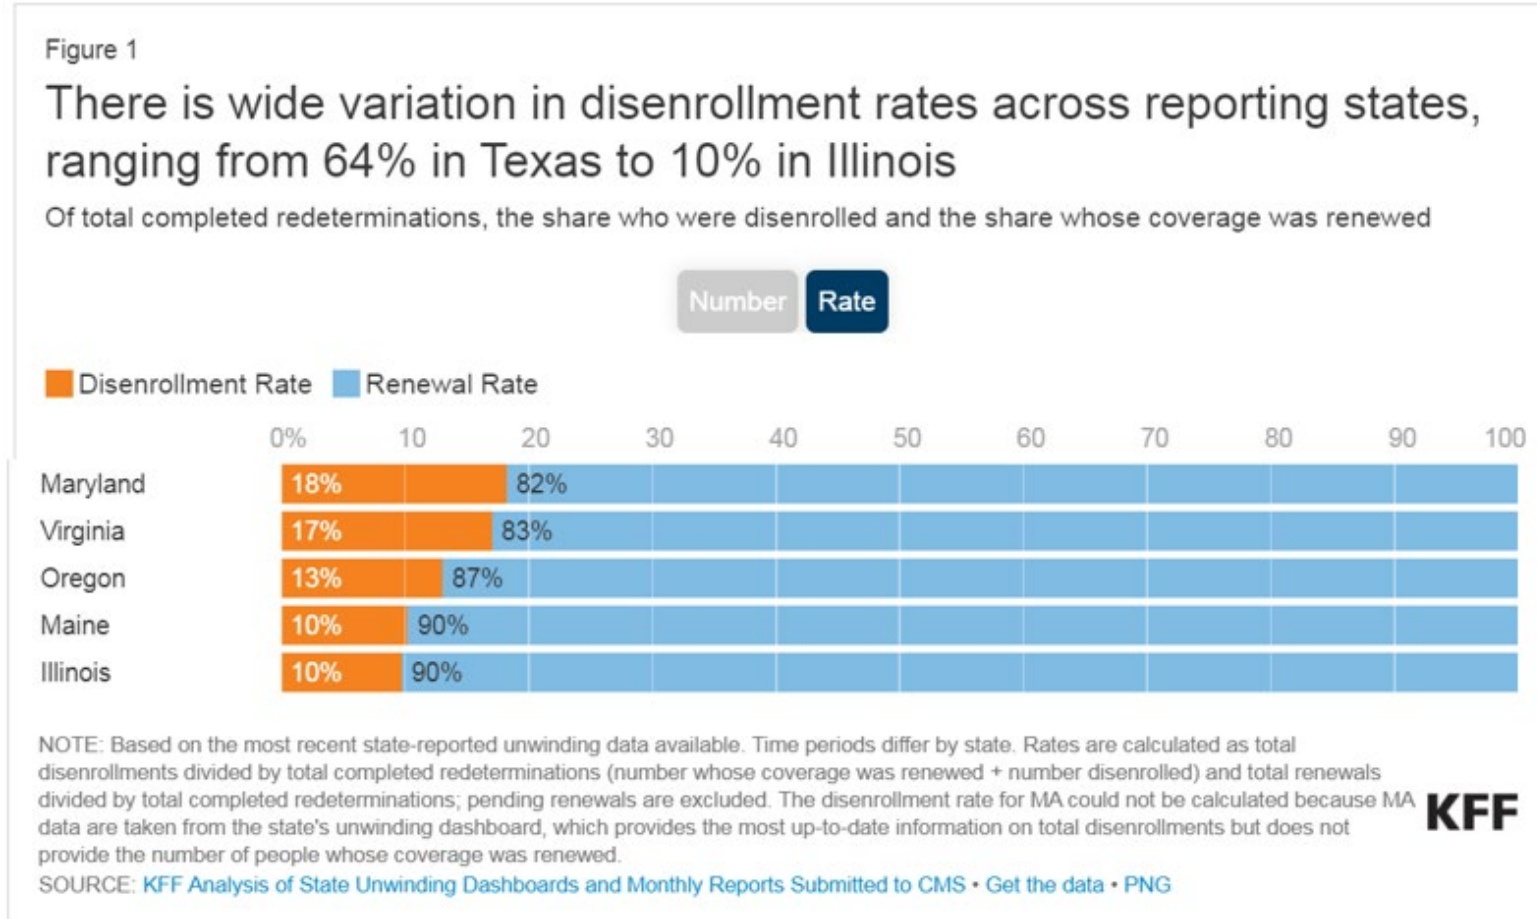 Figure 1
There is wide variation in disenrollment rates across reporting states,
ranging from 64% in Texas to 10% in Illinois
Of total completed redeterminations, the share who were disenrolled and the share whose coverage was renewed
Number Rate
Disenrollment Rate Renewal Rate
0% 10 20 30 40 50 60 70 80 90 100
Maryland 18% 82%
Virginia 17% 83%
Oregon 13% 87%
Maine 10% 90%
Illinois 10% 90%
NOTE: Based on the most recent state-reported unwinding data available. Time periods differ by state. Rates are calculated as total
disenrollments divided by total completed redeterminations (number whose coverage was renewed + number disenrolled) and total renewals
divided by total completed redeterminations; pending renewals are excluded. The disenrollment rate for MA could not be calculated because MA
data are taken from the state's unwinding dashboard, which provides the most up-to-date information on total disenrollments but does not
provide the number of people whose coverage was renewed.
KFF
SOURCE: KFF Analysis of State Unwinding Dashboards and Monthly Reports Submitted to CMS • Get the data • PNG